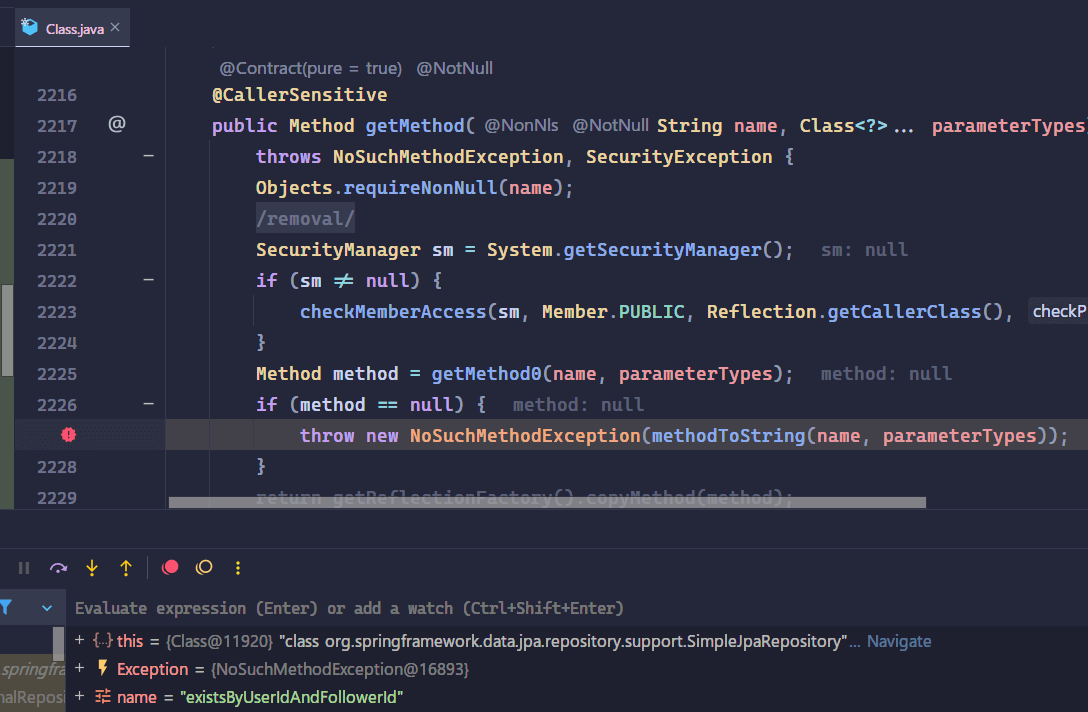 Class.java
@Contract(pure = true) @NotNull
2216 @CallerSensitive
2217 @ public Method getMethod( @NonNls @NotNull String name, Class<?>... parameterTypes
2218 throws NoSuchMethodException, SecurityException {
2219 Objects.requireNonNull(name);
2220 /removal/
2221 SecurityManager sm = System.getSecurityManager(); sm: null
2222 if (sm ≠ null) {
2223 checkMemberAccess(sm, Member.PUBLIC, Reflection.getCallerClass(), checkP
2224 }
2225 Method method = getMethod0(name, parameterTypes); method: null
2226 if (method == null) { method: null
throw new NoSuchMethodException(methodToString(name, parameterTypes));
2228 }
2229 return getReflectionFactory().copyMethod(method);
Evaluate expression (Enter) or add a watch (Ctrl+Shift+Enter)
+ {...} this = {Class@11920} "class org.springframework.data.jpa.repository.support.SimpleJpaRepository"... Navigate
springfra + Exception = {NoSuchMethodException@16893}
nalReposi + name = "existsByUserIdAndFollowerId"